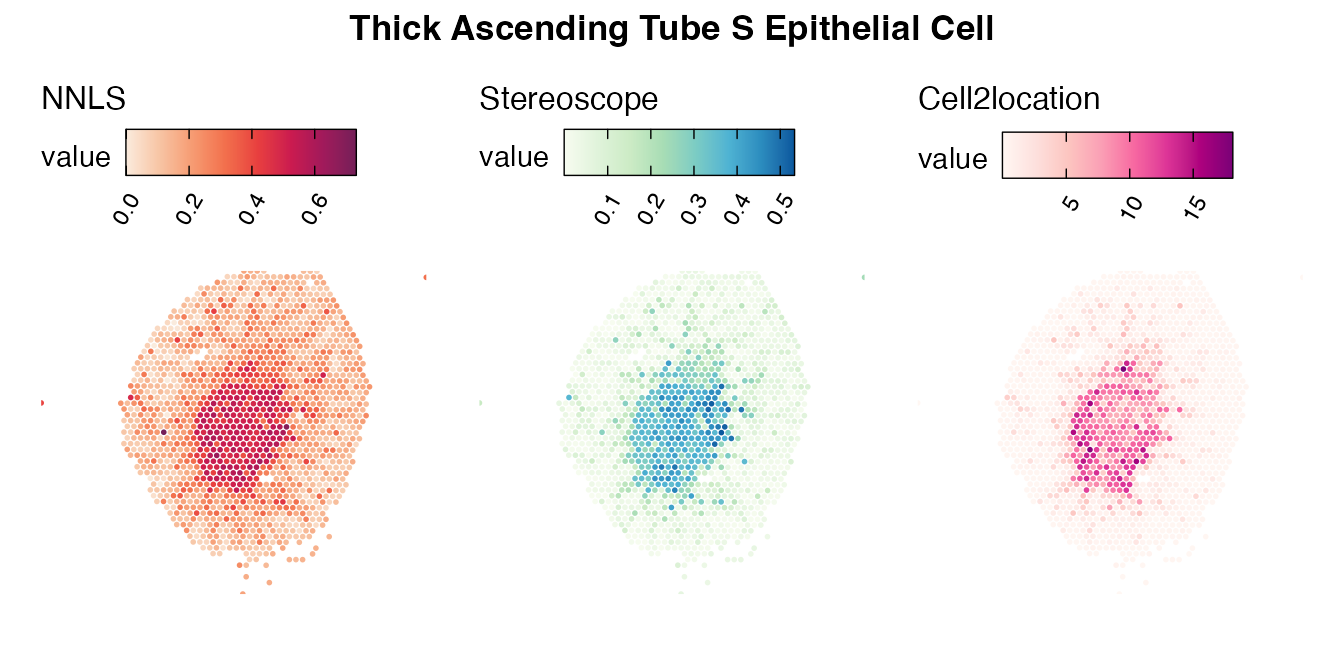 Thick Ascending Tube S Epithelial Cell
NNLS
value
0.0 0.2 0.4 0.6
Stereoscope
value
0.1 0.2 0.3 0.4 0.5
Cell2location
value
5 10 15